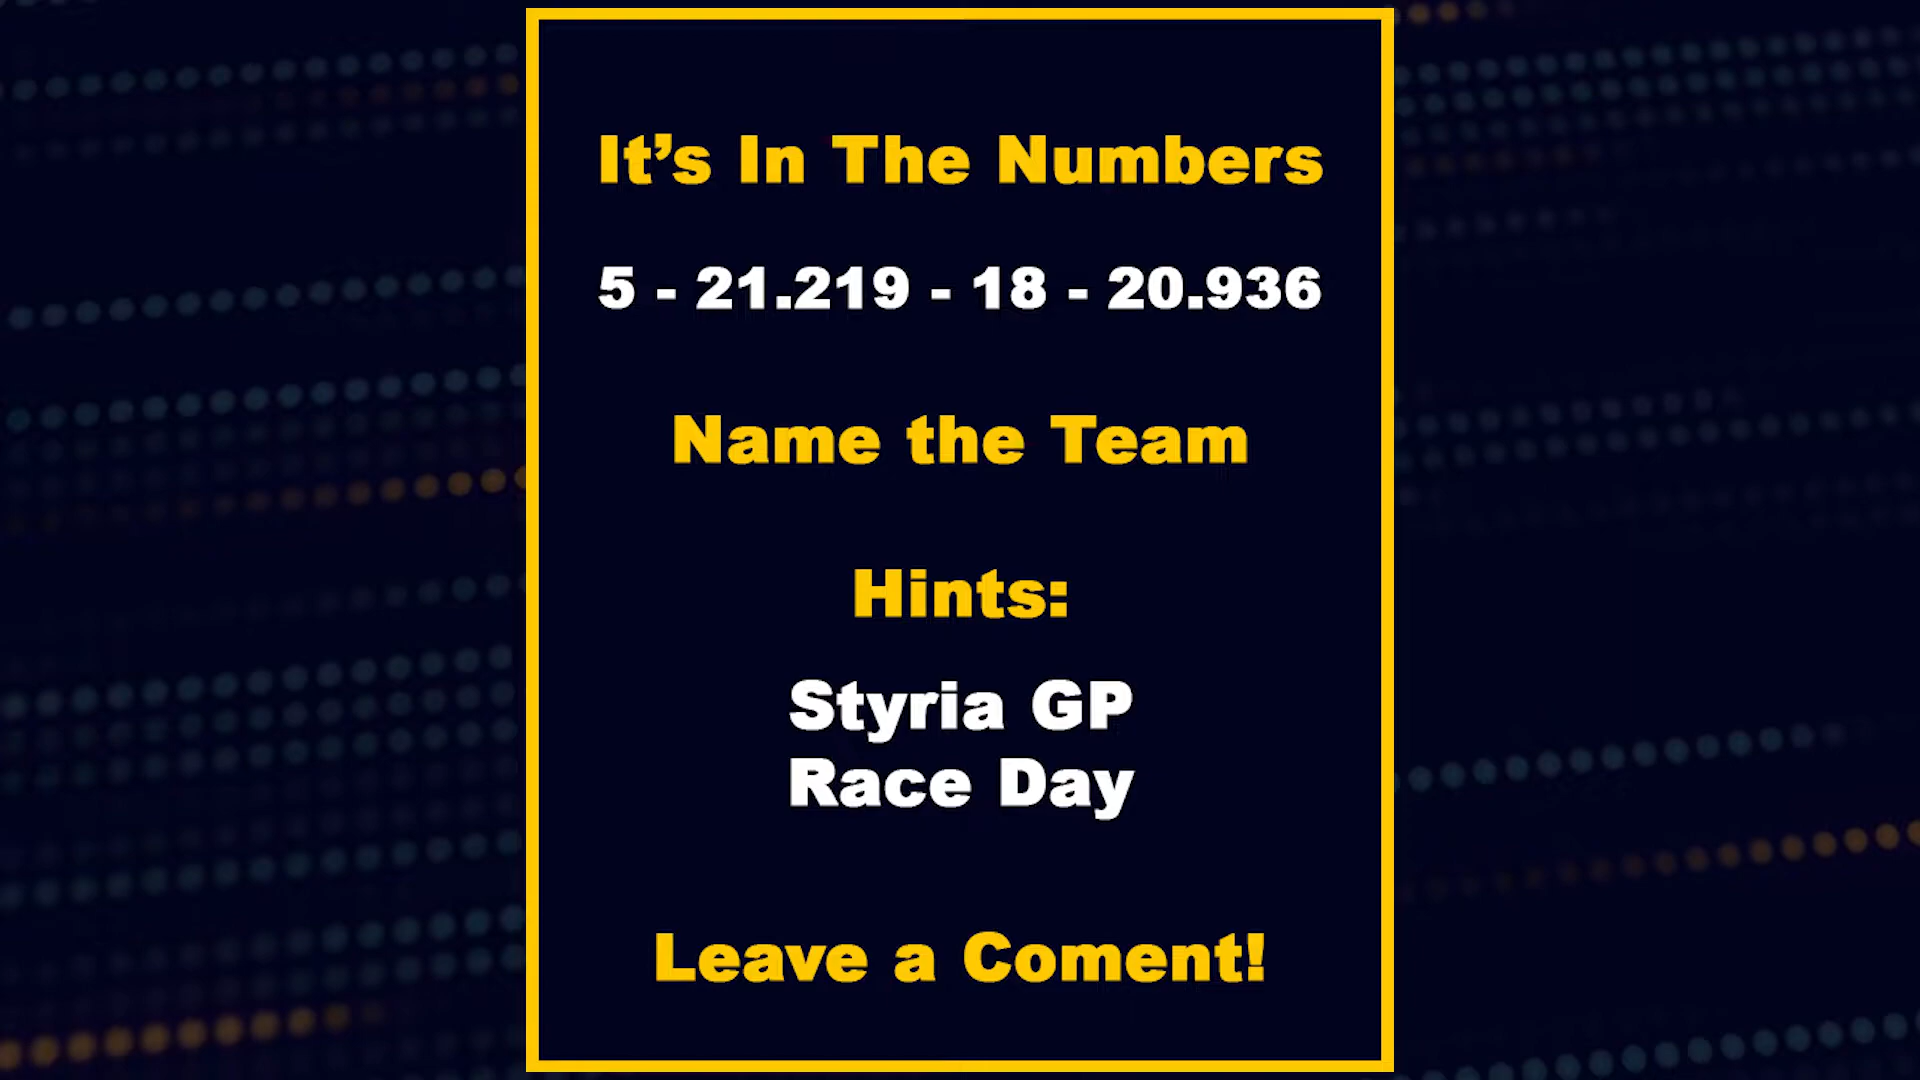 It’s In The Numbers
5 - 21.219 - 18 - 20.936
Name the Team
Hints:
Styria GP
Race Day
Leave a Coment!